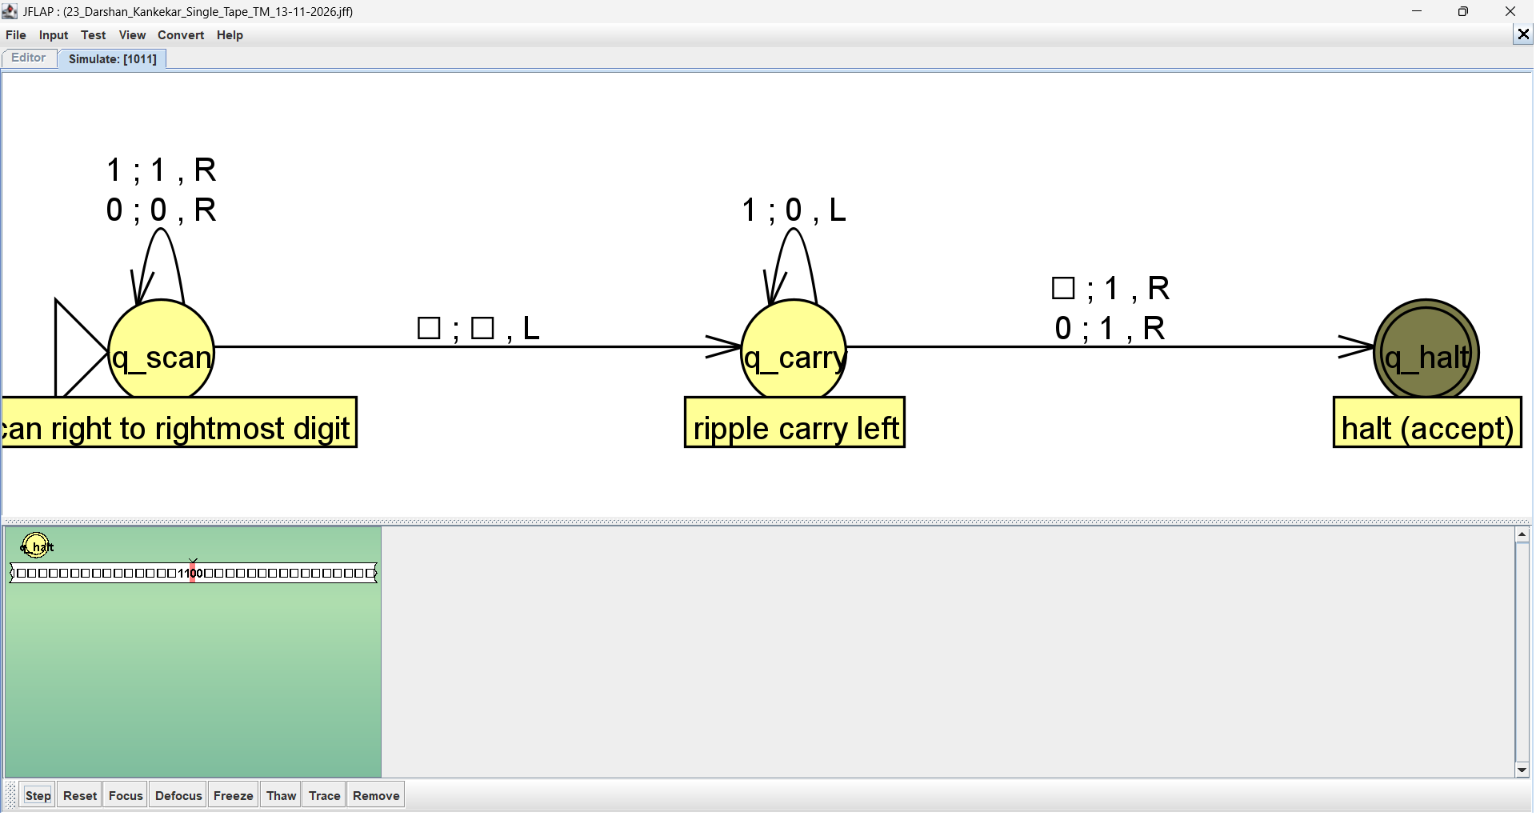 JFLAP : (23_Darshan_Kankekar_Single_Tape_TM_13-11-2026.jff)
File Input Test View Convert Help
Editor Simulate: [1011]
1 ; 1 , R
0 ; 0 , R
1 ; 0 , L
□ ; 1 , R
□ ; □ , L
0 ; 1 , R
q_scan
q_carry
q_halt
can right to rightmost digit
ripple carry left
halt (accept)
q_halt
□□□□□□□□□□□□□□□1100□□□□□□□□□□□□□□□□
Step Reset Focus Defocus Freeze Thaw Trace Remove